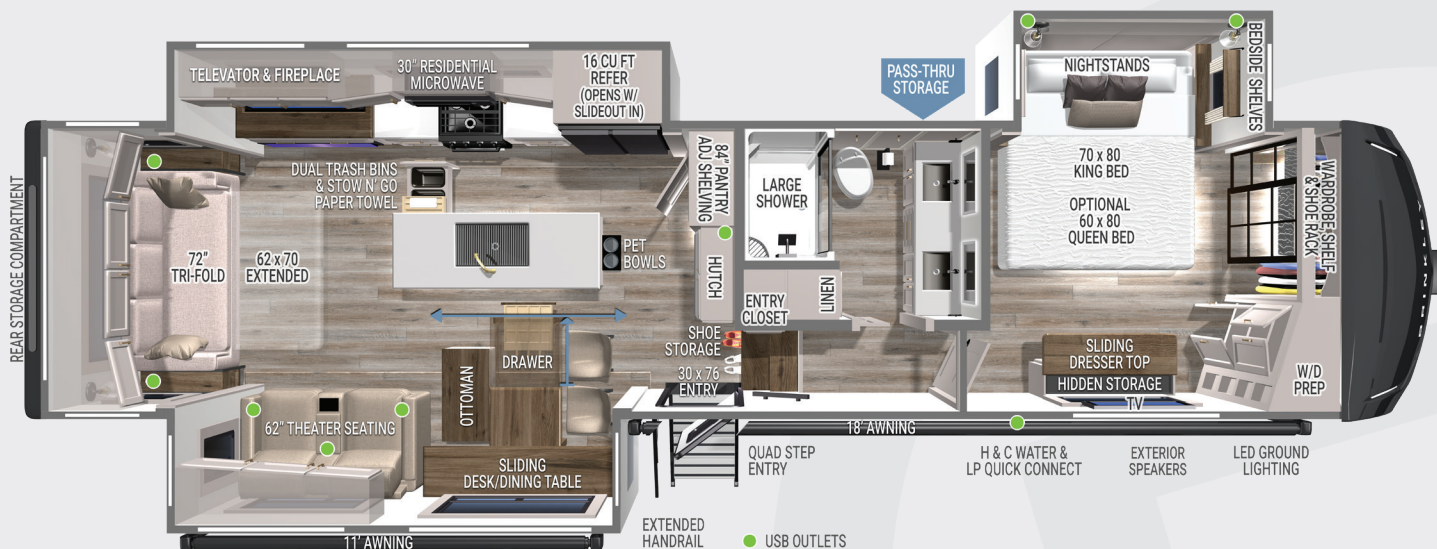 TELEVATOR & FIREPLACE
30" RESIDENTIAL
MICROWAVE
16 CU FT
REFER
(OPENS W/
SLIDEOUT IN)
PASS-THRU
STORAGE
NIGHTSTANDS
BEDSIDE SHELVES
REAR STORAGE COMPARTMENT
DUAL TRASH BINS
& STOW N' GO
PAPER TOWEL
84" PANTRY
ADJ SHELVING
LARGE
SHOWER
70 x 80
KING BED
OPTIONAL
60 x 80
QUEEN BED
WARDROBE, SHELF
& SHOE RACK
72"
TRI-FOLD
62 x 70
EXTENDED
PET
BOWLS
HUTCH
ENTRY
CLOSET
LINEN
BRINKLEY
SHOE
STORAGE
30 x 76
ENTRY
DRAWER
OTTOMAN
SLIDING
DRESSER TOP
HIDDEN STORAGE
TV
W/D
PREP
62" THEATER SEATING
18' AWNING
SLIDING
DESK/DINING TABLE
QUAD STEP
ENTRY
H & C WATER &
LP QUICK CONNECT
EXTERIOR
SPEAKERS
LED GROUND
LIGHTING
EXTENDED
HANDRAIL
USB OUTLETS
11' AWNING